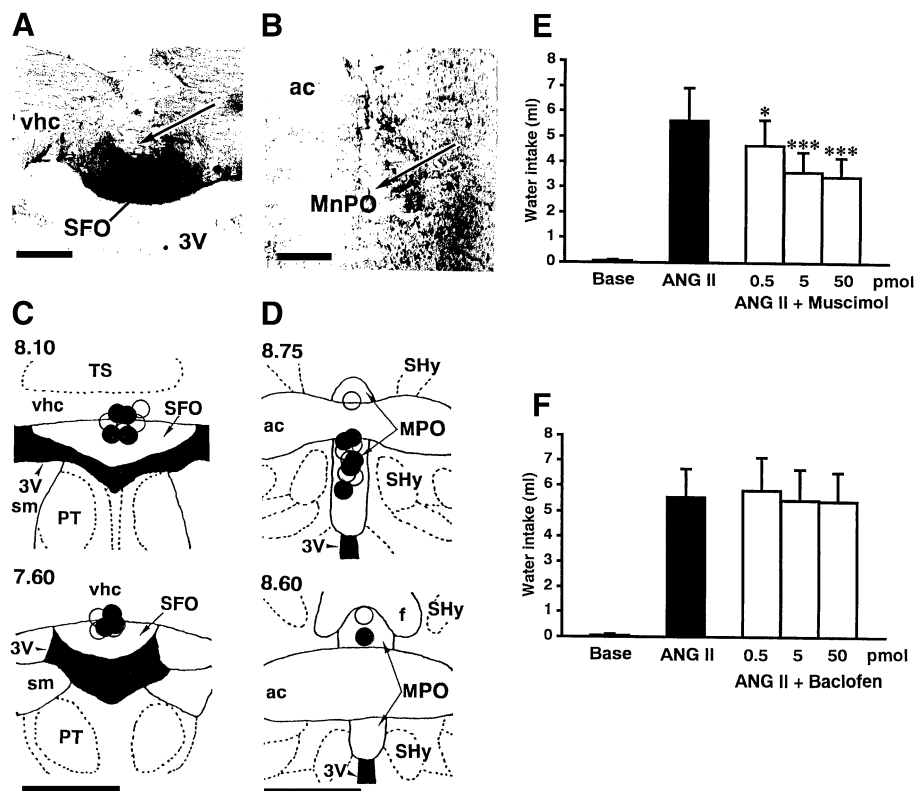 A
vhc
SFO
3V
B
ac
MnPO
C
8.10
TS
vhc
SFO
3V
sm
PT
7.60
vhc
SFO
3V
sm
PT
D
8.75
SHy
ac
MPO
SHy
3V
8.60
f
SHy
ac
MPO
SHy
3V
E
Water intake (ml)
8
7
6
5
4
3
2
1
0
*
***
***
Base
ANG II
0.5
5
50
pmol
ANG II + Muscimol
F
Water intake (ml)
8
7
6
5
4
3
2
1
0
Base
ANG II
0.5
5
50
pmol
ANG II + Baclofen